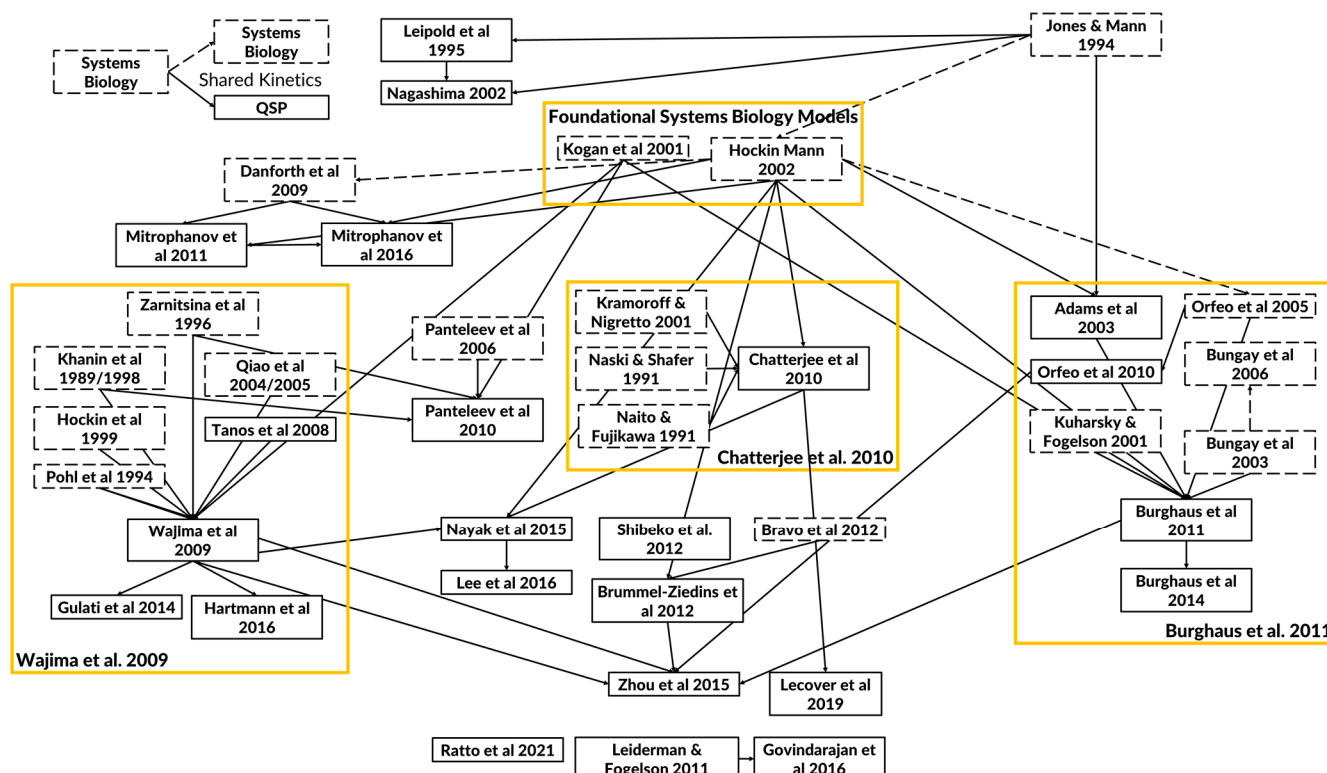 Systems
Biology
Systems
Biology
Shared Kinetics
QSP
Leipold et al
1995
Nagashima 2002
Jones & Mann
1994
Foundational Systems Biology Models
Kogan et al 2001
Hockin Mann
2002
Danforth et al
2009
Mitrophanov et
al 2011
Mitrophanov et
al 2016
Zarnitsina et al
1996
Khanin et al
1989/1998
Qiao et al
2004/2005
Hockin et al
1999
Tanos et al 2008
Pohl et al 1994
Wajima et al
2009
Gulati et al 2014
Hartmann et al
2016
Wajima et al. 2009
Panteleev et al
2006
Panteleev et al
2010
Kramoroff &
Nigretto 2001
Naski & Shafer
1991
Naito &
Fujikawa 1991
Chatterjee et al
2010
Chatterjee et al. 2010
Adams et al
2003
Orfeo et al 2005
Orfeo et al 2010
Bungay et al
2006
Kuharsky &
Fogelson 2001
Bungay et al
2003
Burghaus et al
2011
Burghaus et al
2014
Burghaus et al. 2011
Nayak et al 2015
Lee et al 2016
Shibeko et al.
2012
Bravo et al 2012
Brummel-Ziedins et
al 2012
Zhou et al 2015
Lecover et al
2019
Ratto et al 2021
Leiderman &
Fogelson 2011
Govindarajan et
al 2016